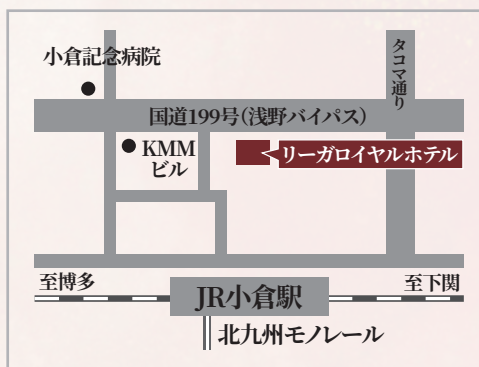 小倉記念病院
タコマ通り
国道199号(浅野バイパス)
KMM
ビル
リーガロイヤルホテル
至博多
至下関
JR小倉駅
北九州モノレール